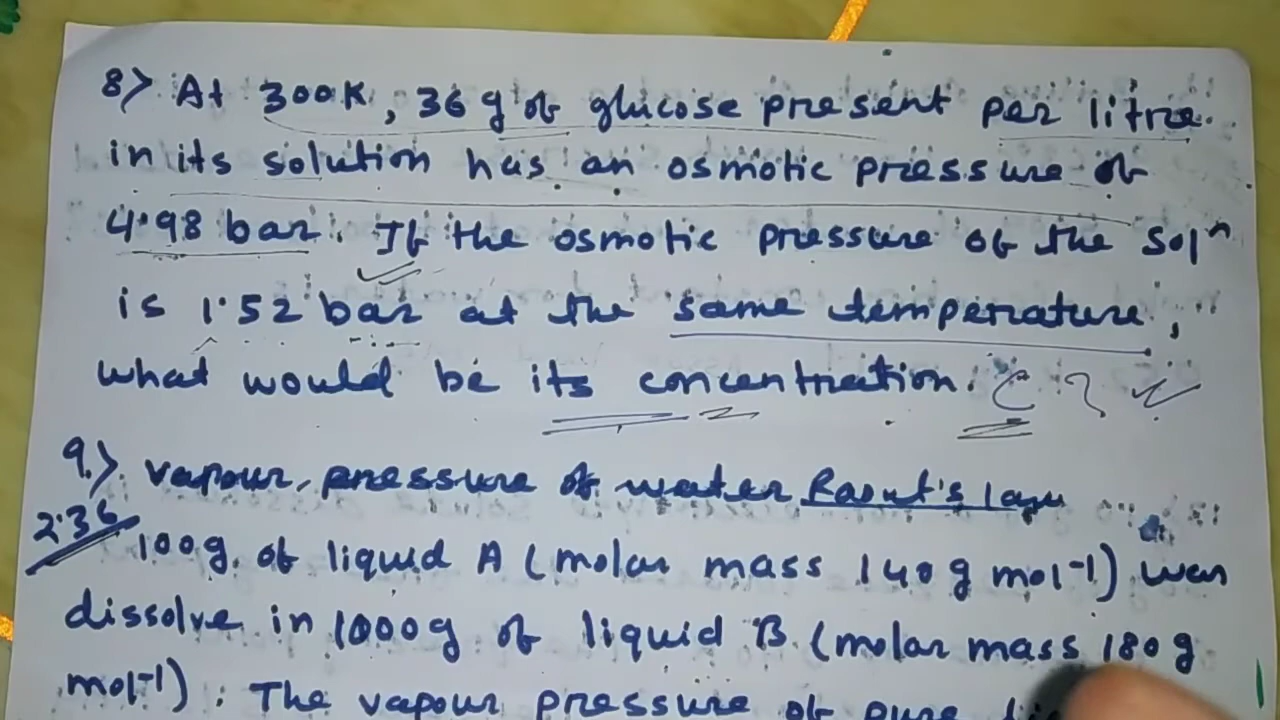 8) At 300K, 36 g of glucose present per litre.
in its solution has an osmotic pressure of
4.98 bar. If the osmotic pressure of the solⁿ
is 1.52 bar at the same temperature,
what would be its concentration. C ?
9.) vapour pressure of water Raout's law
2.36
100g. of liquid A (molar mass 140 g mol-1) was
dissolve in 1000g of liquid B (molar mass 180 g
mol-1). The vapour pressure of pure